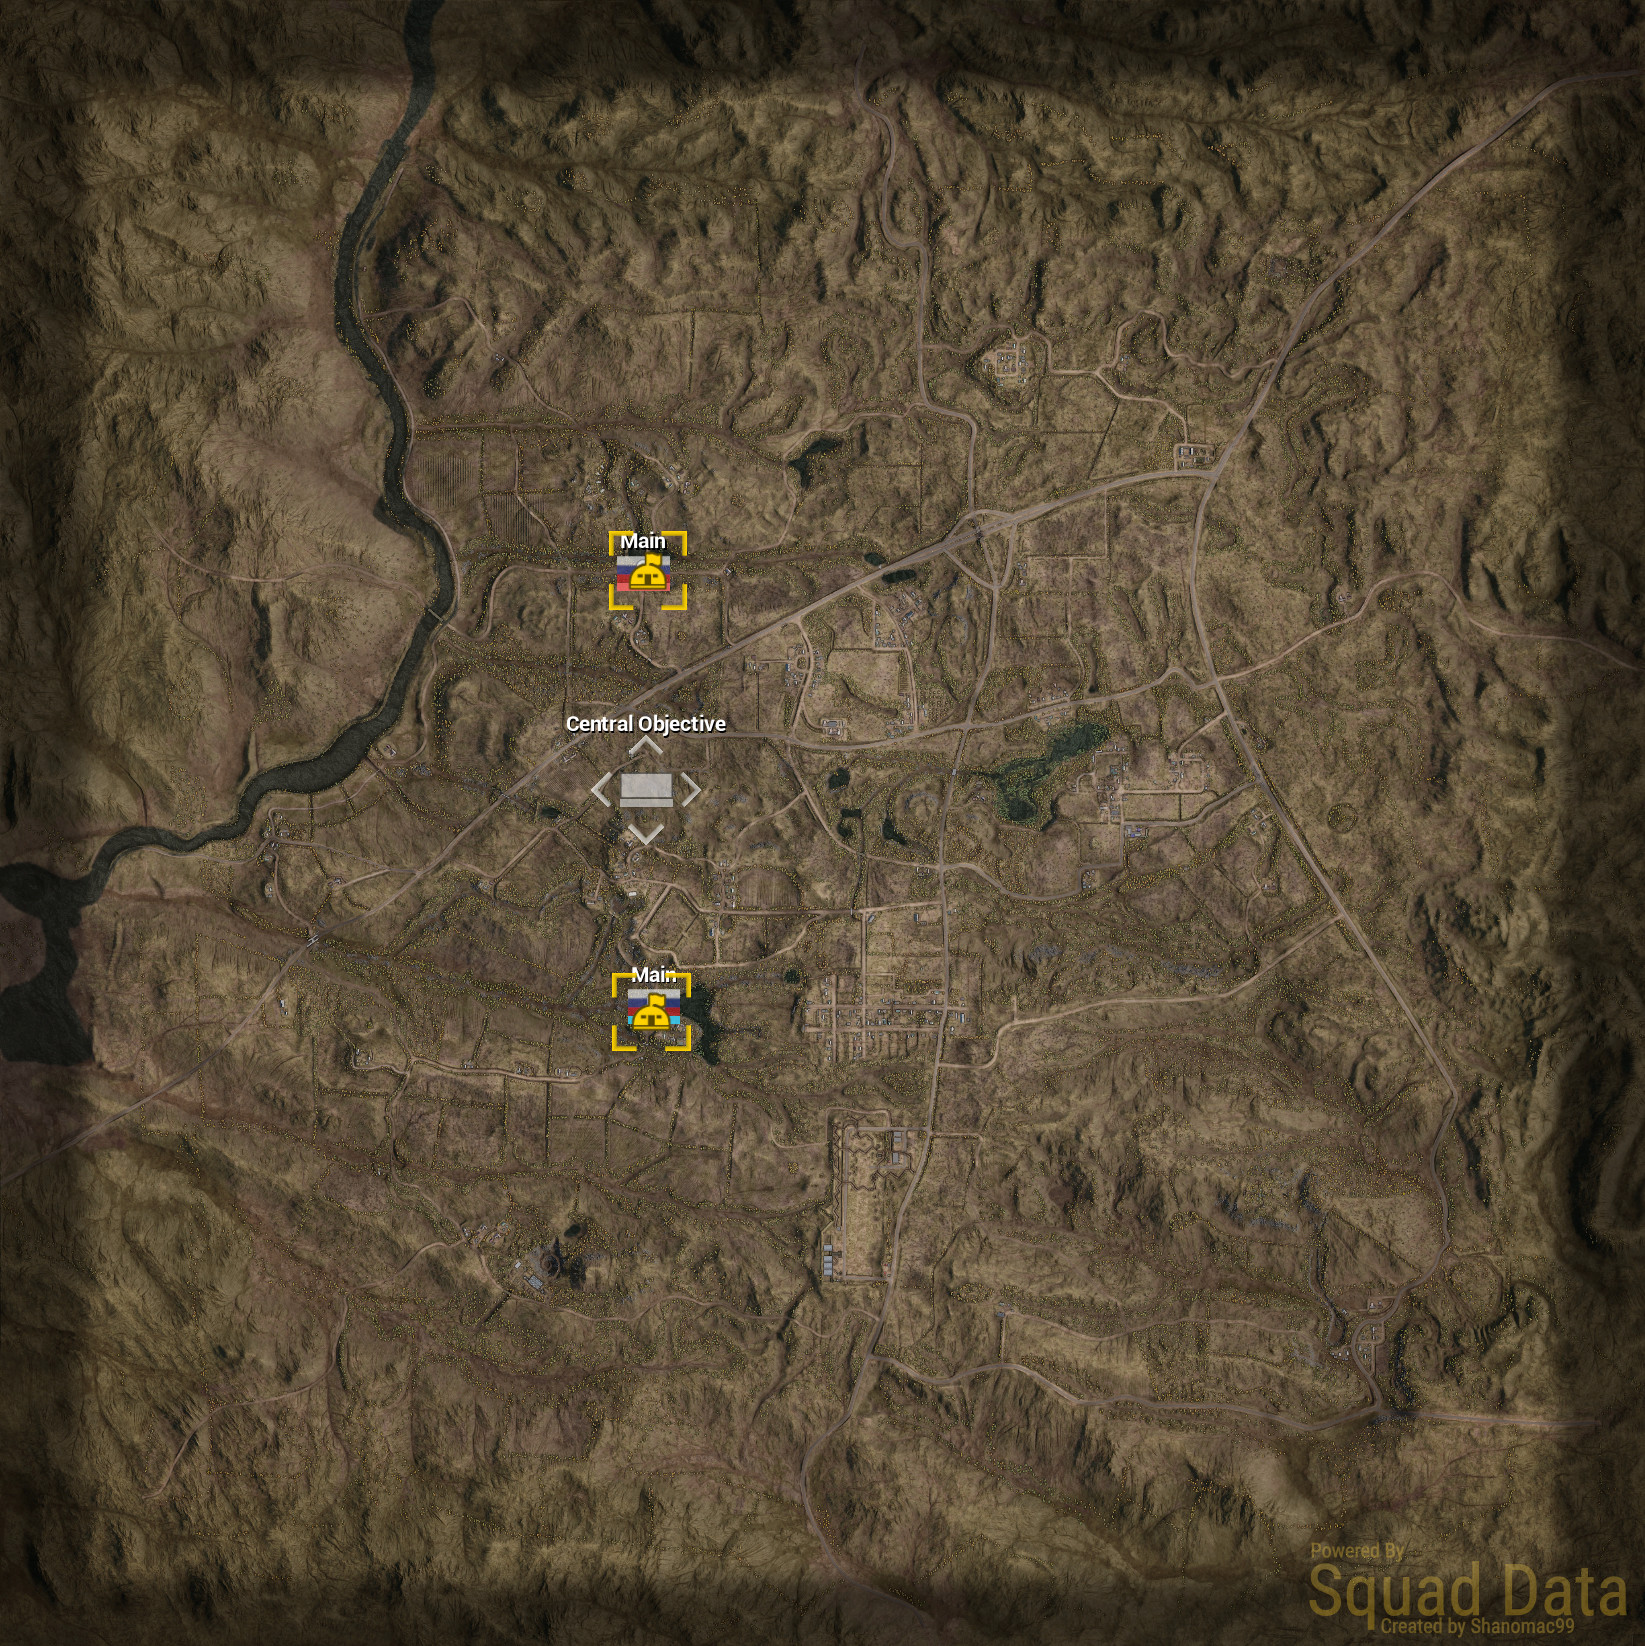 Main
Central Objective
Main
Powered By
Squad Data
Created by Shanomac99